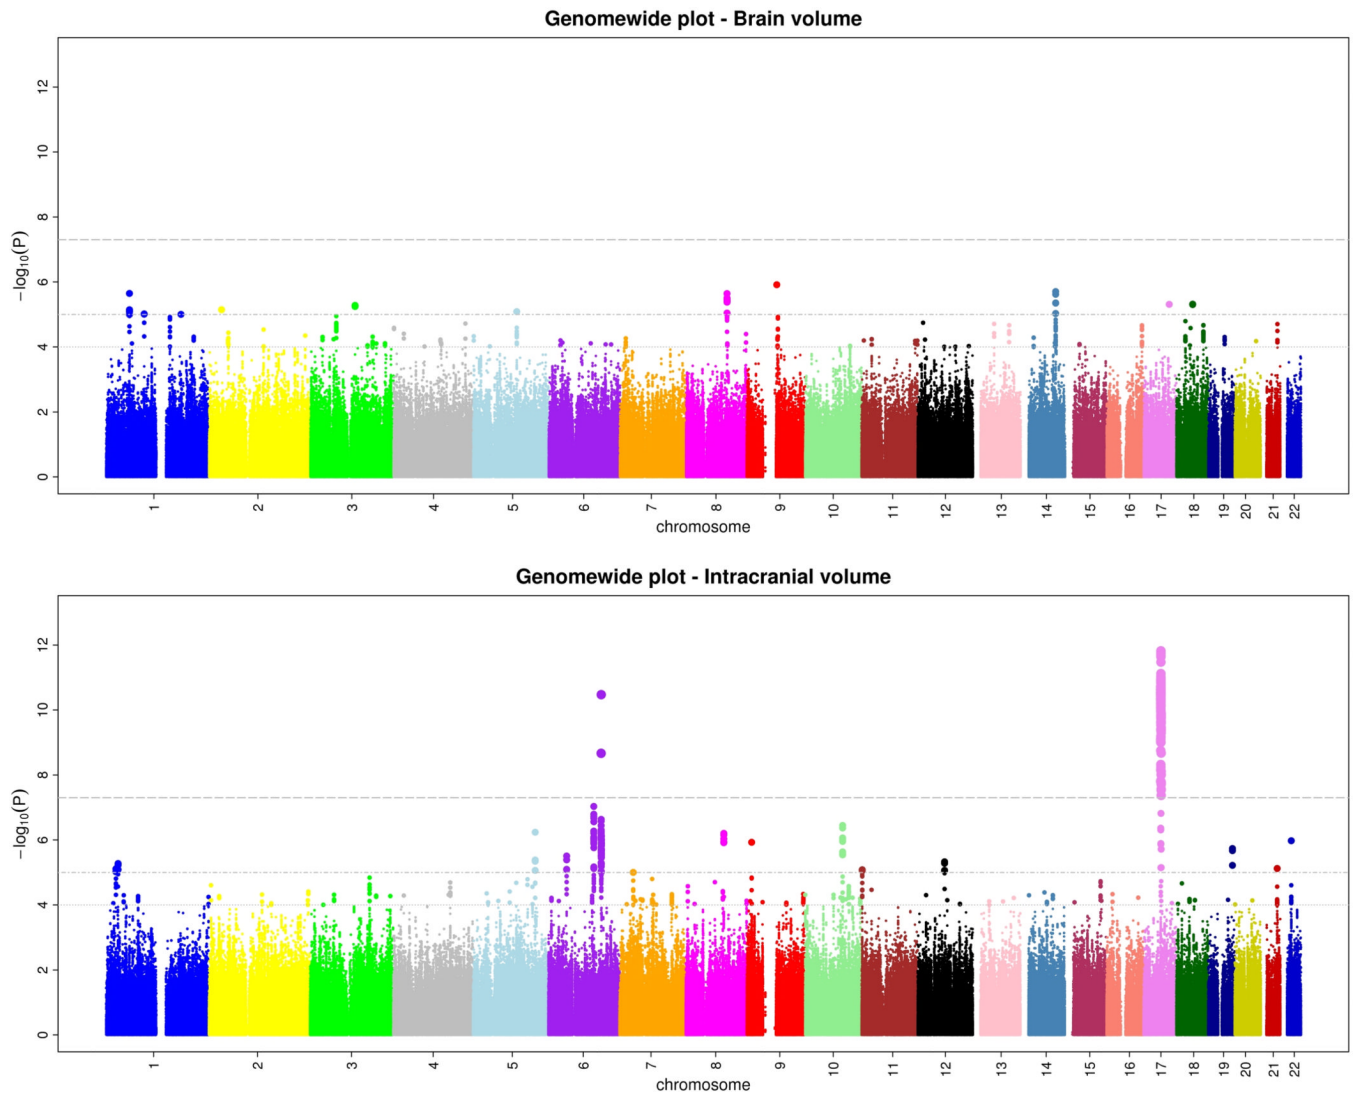 Genomewide plot - Brain volume
12
10
8
6
4
2
0
−log10(P)
1 2 3 4 5 6 7 8 9 10 11 12 13 14 15 16 17 18 19 20 21 22
chromosome
Genomewide plot - Intracranial volume
12
10
8
6
4
2
0
−log10(P)
1 2 3 4 5 6 7 8 9 10 11 12 13 14 15 16 17 18 19 20 21 22
chromosome